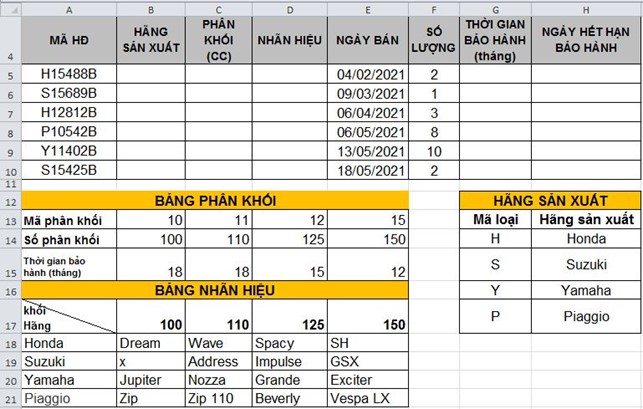 A B C D E F G H
4 MÃ HĐ HÃNG SẢN XUẤT PHÂN KHỐI (CC) NHÃN HIỆU NGÀY BÁN SỐ LƯỢNG THỜI GIAN BẢO HÀNH (tháng) NGÀY HẾT HẠN BẢO HÀNH
5 H15488B 04/02/2021 2
6 S15689B 09/03/2021 1
7 H12812B 06/04/2021 3
8 P10542B 06/05/2021 8
9 Y11402B 13/05/2021 10
10 S15425B 18/05/2021 2
11
12 BẢNG PHÂN KHỐI HÃNG SẢN XUẤT
13 Mã phân khối 10 11 12 15 Mã loại Hãng sản xuất
14 Số phân khối 100 110 125 150 H Honda
15 Thời gian bảo hành (tháng) 18 18 15 12 S Suzuki
16 BẢNG NHÃN HIỆU Y Yamaha
17 khối Hãng 100 110 125 150 P Piaggio
18 Honda Dream Wave Spacy SH
19 Suzuki x Address Impulse GSX
20 Yamaha Jupiter Nozza Grande Exciter
21 Piaggio Zip Zip 110 Beverly Vespa LX